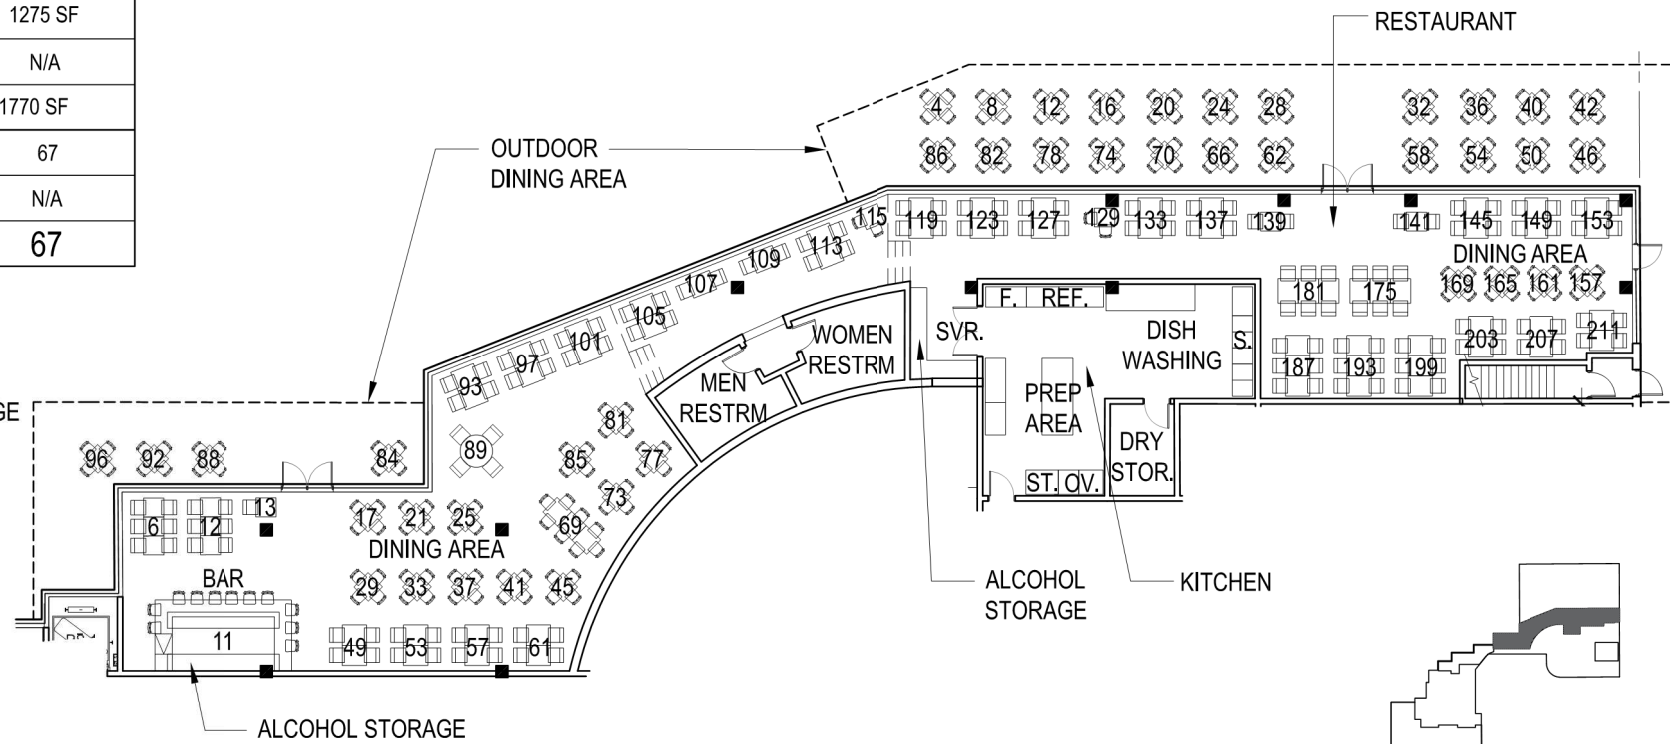 1275 SF
N/A
1770 SF
67
N/A
67
RESTAURANT
4 8 12 16 20 24 28 32 36 40 42
OUTDOOR
DINING AREA
86 82 78 74 70 66 62 58 54 50 46
115 119 123 127 129 133 137 139 141 145 149 153
113
109
107
105
101
97
93
DINING AREA
181 175 169 165 161 157
F. REF.
SVR.
DISH
WASHING
S.
WOMEN
RESTRM
MEN
RESTRM
203 207 211
187 193 199
PREP
AREA
DRY
STOR.
ST. OV.
81
89
85 77
73
69
96 92 88 84
6 12 13
17 21 25
DINING AREA
BAR
29 33 37 41 45
11
49 53 57 61
ALCOHOL
STORAGE
KITCHEN
ALCOHOL STORAGE